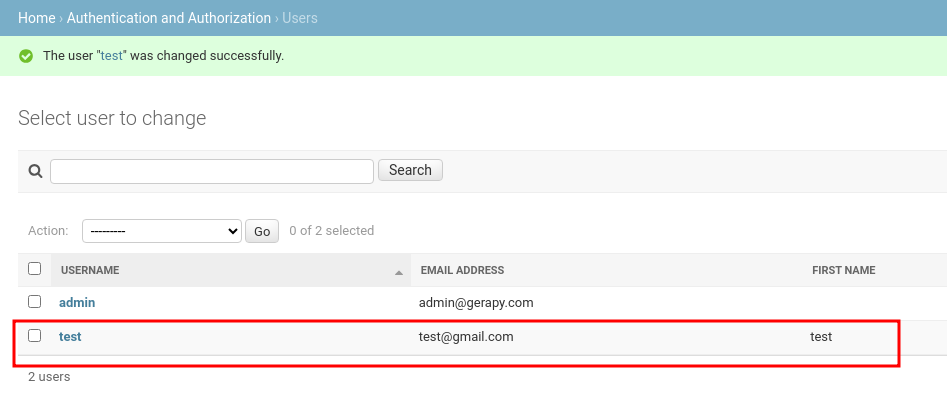 Home › Authentication and Authorization › Users
The user "test" was changed successfully.
Select user to change
Search
Action: --------- Go 0 of 2 selected
USERNAME EMAIL ADDRESS FIRST NAME
admin admin@gerapy.com
test test@gmail.com test
2 users